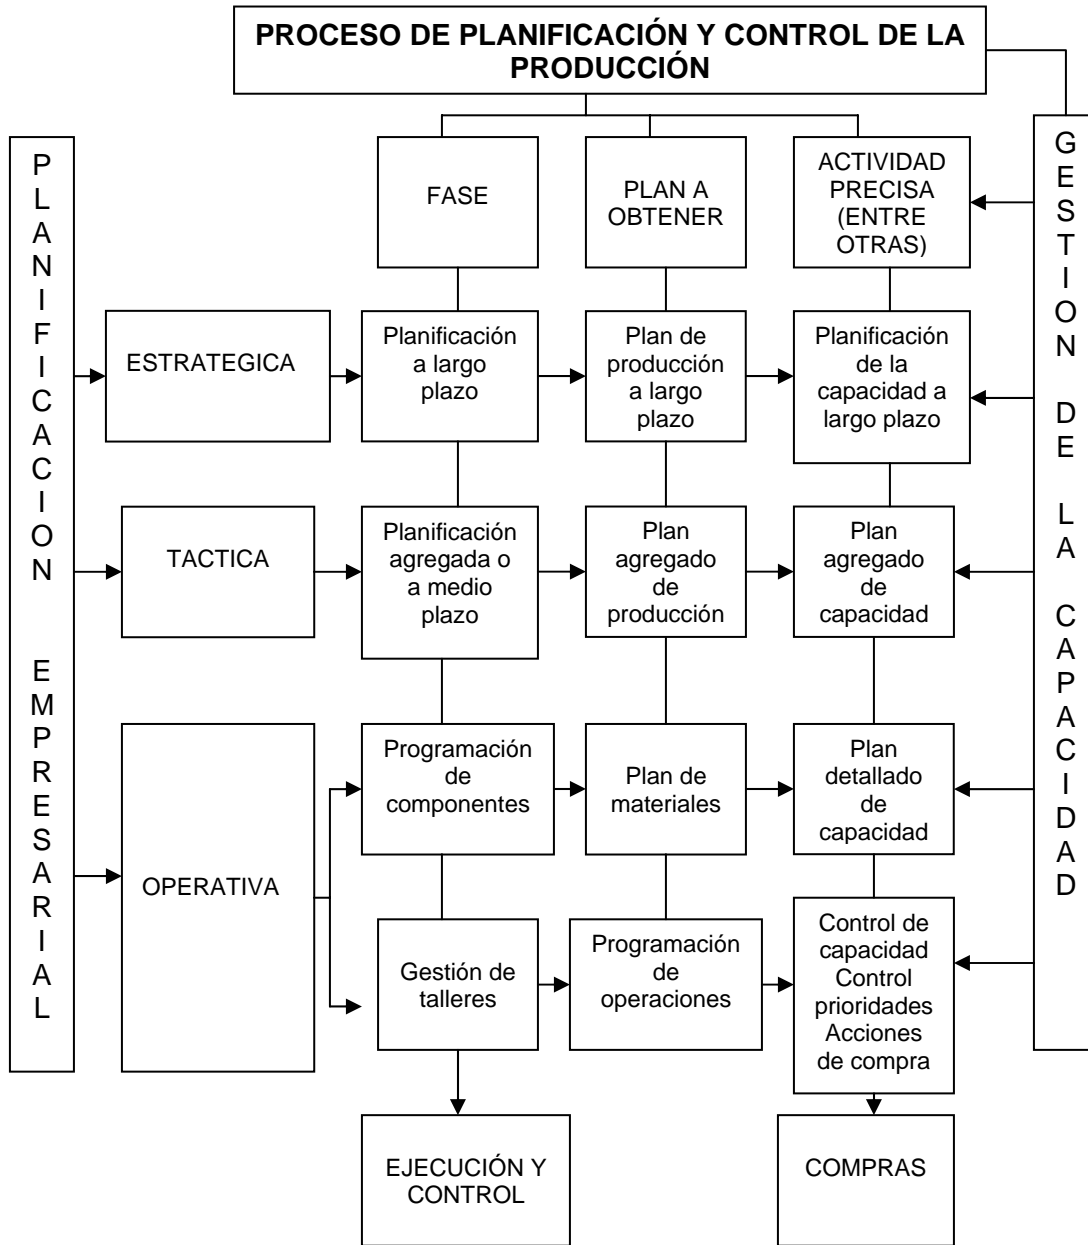 PROCESO DE PLANIFICACIÓN Y CONTROL DE LA
PRODUCCIÓN
PLANIFICACION EMPRESARIAL
FASE
PLAN A
OBTENER
ACTIVIDAD
PRECISA
(ENTRE
OTRAS)
GESTION DE LA CAPACIDAD
ESTRATEGICA
Planificación
a largo
plazo
Plan de
producción
a largo
plazo
Planificación
de la
capacidad a
largo plazo
TACTICA
Planificación
agregada o
a medio
plazo
Plan
agregado
de
producción
Plan
agregado
de
capacidad
OPERATIVA
Programación
de
componentes
Plan de
materiales
Plan
detallado
de
capacidad
Gestión de
talleres
Programación
de
operaciones
Control de
capacidad
Control
prioridades
Acciones
de compra
EJECUCIÓN Y
CONTROL
COMPRAS